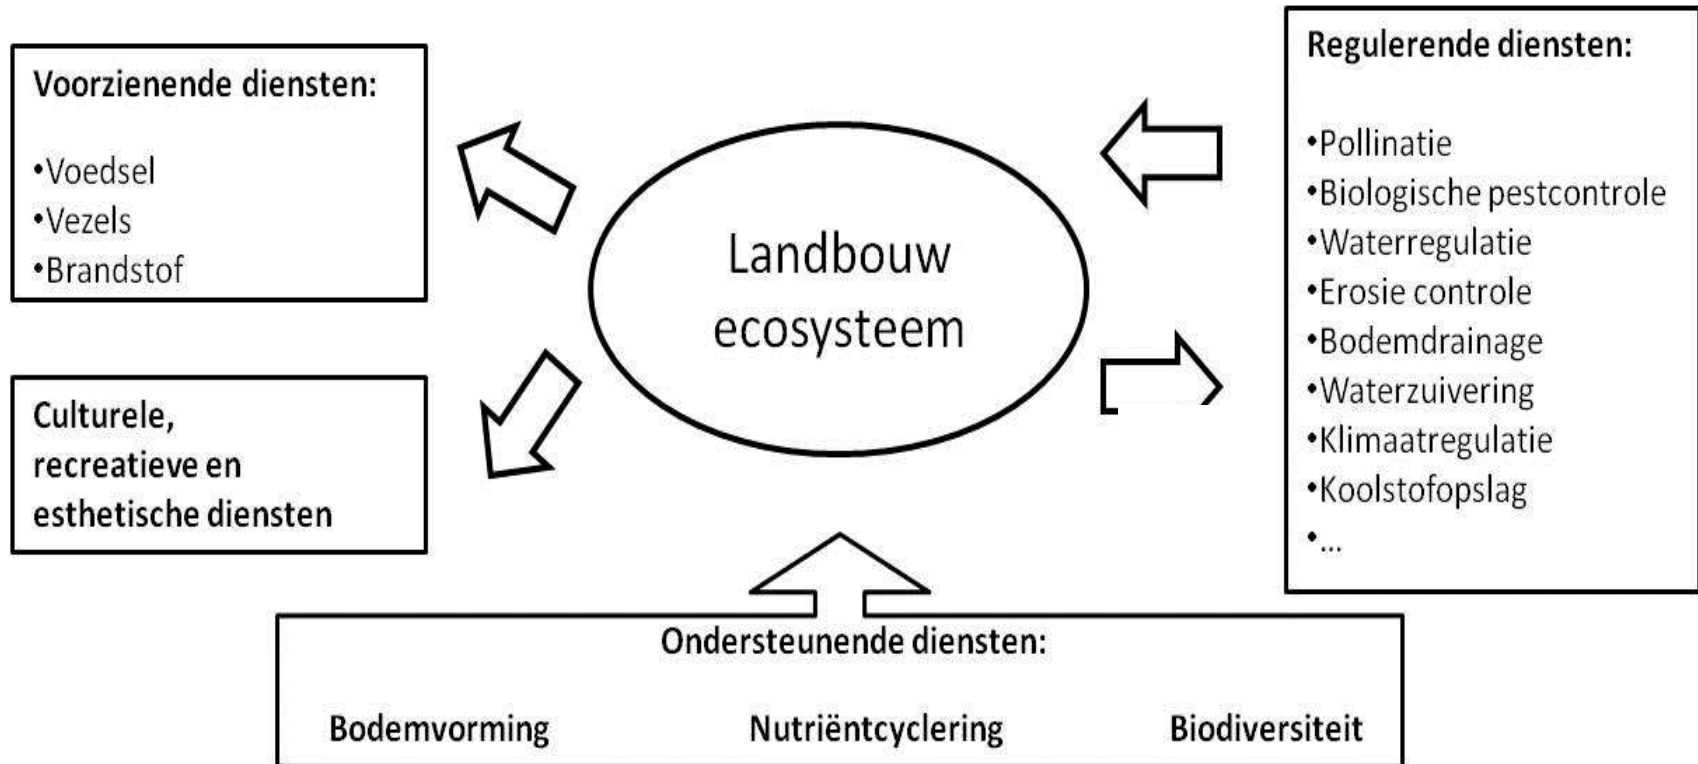 Voorzienende diensten:
•Voedsel
•Vezels
•Brandstof
Culturele,
recreatieve en
esthetische diensten
Landbouw
ecosysteem
Regulerende diensten:
•Pollinatie
•Biologische pestcontrole
•Waterregulatie
•Erosie controle
•Bodemdrainage
•Waterzuivering
•Klimaatregulatie
•Koolstofopslag
•...
Ondersteunende diensten:
Bodemvorming Nutriëntcyclering Biodiversiteit